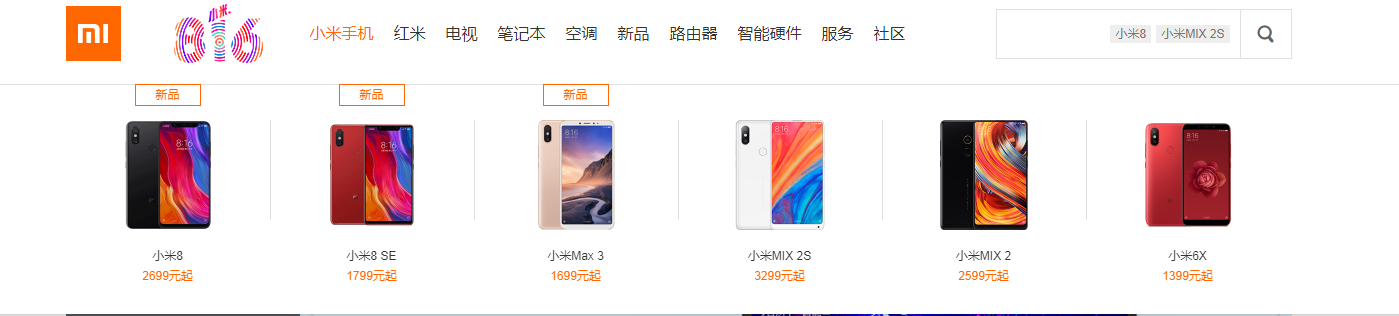 小米
816
小米手机 红米 电视 笔记本 空调 新品 路由器 智能硬件 服务 社区
小米8 小米MIX 2S
新品 新品 新品
8:16 8:16 8:16 8:16
小米8 小米8 SE 小米Max 3 小米MIX 2S 小米MIX 2 小米6X
2699元起 1799元起 1699元起 3299元起 2599元起 1399元起